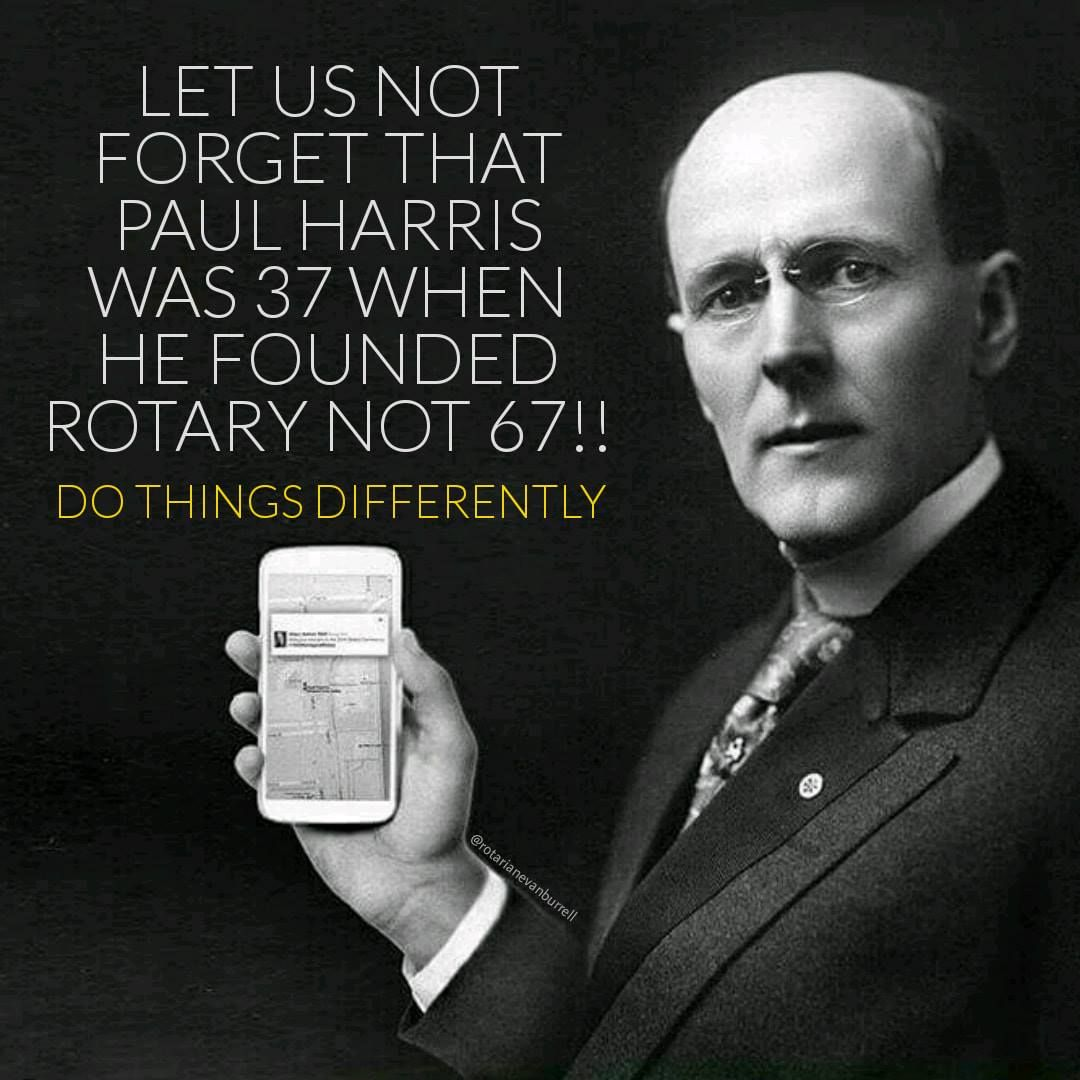 LET US NOT
FORGET THAT
PAUL HARRIS
WAS 37 WHEN
HE FOUNDED
ROTARY NOT 67!!
DO THINGS DIFFERENTLY
@rotarianevanburrell